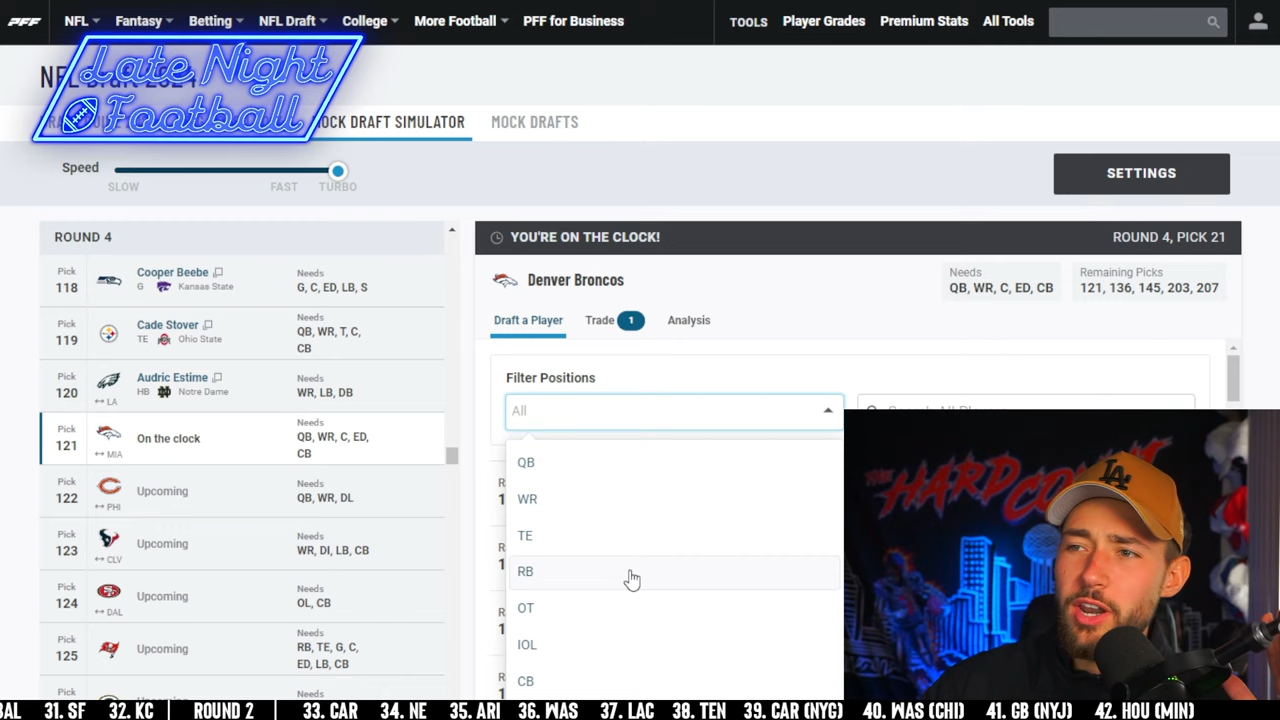 PFF NFL Fantasy Betting NFL Draft College More Football PFF for Business TOOLS Player Grades Premium Stats All Tools
NFL Draft 2024
Late Night
Football
MOCK DRAFT SIMULATOR MOCK DRAFTS
Speed
SLOW FAST TURBO
SETTINGS
ROUND 4
Pick 118 Cooper Beebe Needs
G Kansas State G, C, ED, LB, S
Pick 119 Cade Stover Needs
TE Ohio State QB, WR, T, C,
CB
Pick 120 Audric Estime Needs
↔ LA HB Notre Dame WR, LB, DB
Pick 121 On the clock Needs
QB, WR, C, ED,
↔ MIA CB
Pick 122 Upcoming Needs
QB, WR, DL
↔ PHI
Pick 123 Upcoming Needs
WR, DI, LB, CB
↔ CLV
Pick 124 Upcoming Needs
OL, CB
↔ DAL
Pick 125 Upcoming Needs
RB, TE, G, C,
ED, LB, CB
Pick Needs
YOU'RE ON THE CLOCK! ROUND 4, PICK 21
Denver Broncos
Needs
QB, WR, C, ED, CB
Remaining Picks
121, 136, 145, 203, 207
Draft a Player Trade 1 Analysis
Filter Positions
All
QB
WR
TE
RB
OT
IOL
CB
THE HARD COUNT
LA
BAL 31. SF 32. KC | ROUND 2 | 33. CAR 34. NE 35. ARI 36. WAS 37. LAC 38. TEN 39. CAR (NYG) 40. WAS (CHI) 41. GB (NYJ) 42. HOU (MIN)